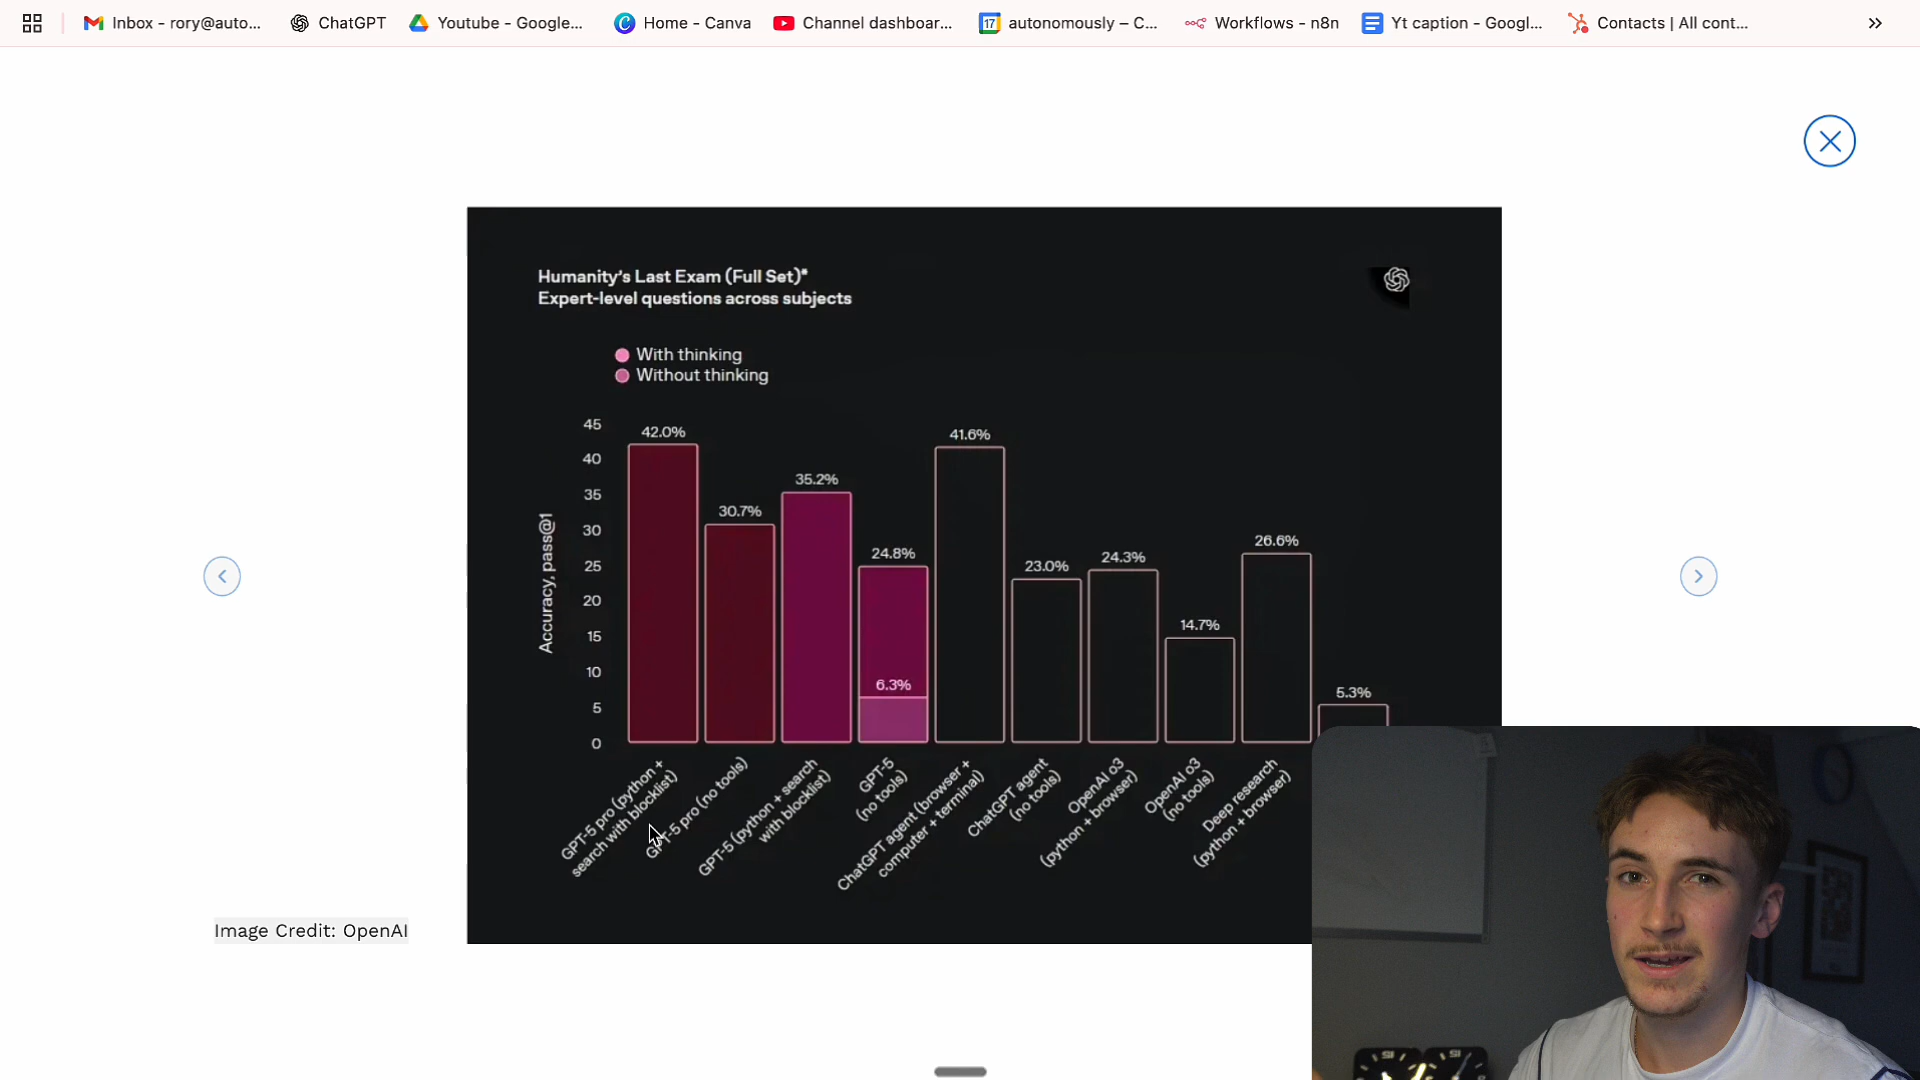 Inbox - rory@auto...
ChatGPT
Youtube - Google...
Home - Canva
Channel dashboar...
17
autonomously – C...
Workflows - n8n
Yt caption - Googl...
Contacts | All cont...
Humanity's Last Exam (Full Set)*
Expert-level questions across subjects
With thinking
Without thinking
Accuracy, pass@1
45
40
35
30
25
20
15
10
5
0
42.0%
30.7%
35.2%
24.8%
6.3%
41.6%
23.0%
24.3%
14.7%
26.6%
5.3%
GPT-5 pro (python +
search with blocklist)
GPT-5 pro (no tools)
GPT-5 (python + search
with blocklist)
GPT-5
(no tools)
ChatGPT agent (browser +
computer + terminal)
ChatGPT agent
(no tools)
OpenAI o3
(python + browser)
OpenAI o3
(no tools)
Deep research
(python + browser)
Image Credit: OpenAI